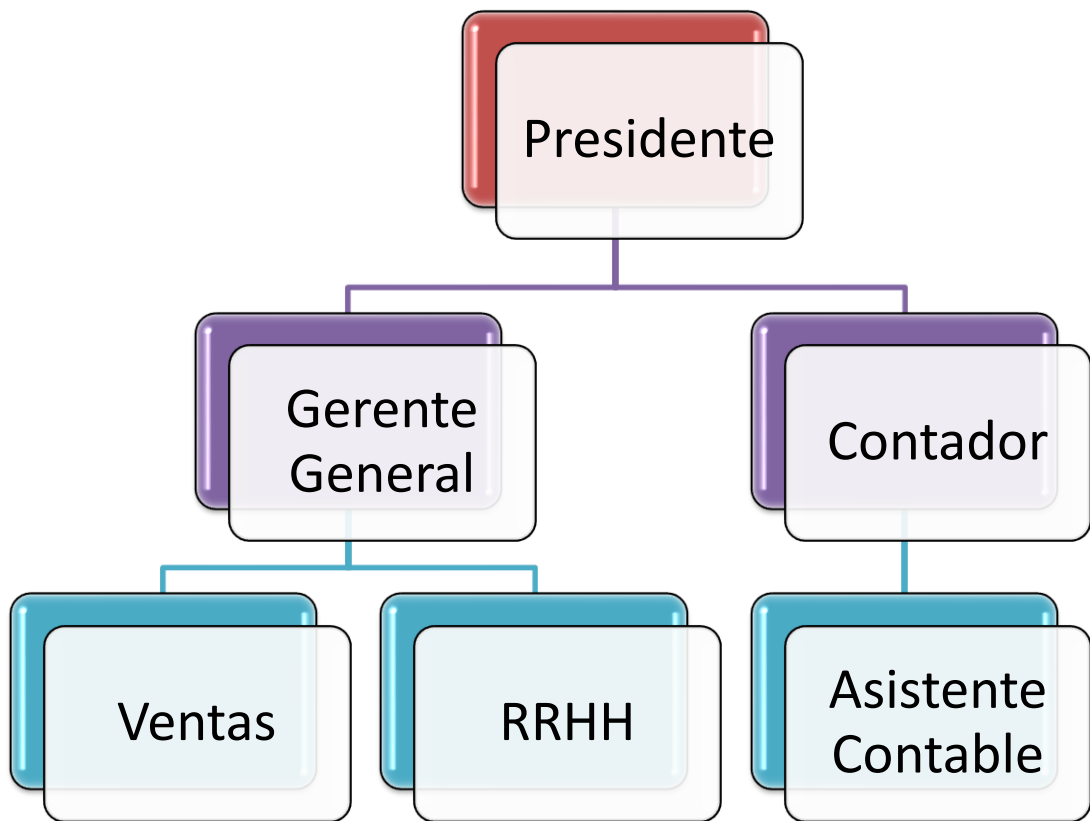 Presidente
Gerente
General
Contador
Ventas
RRHH
Asistente
Contable